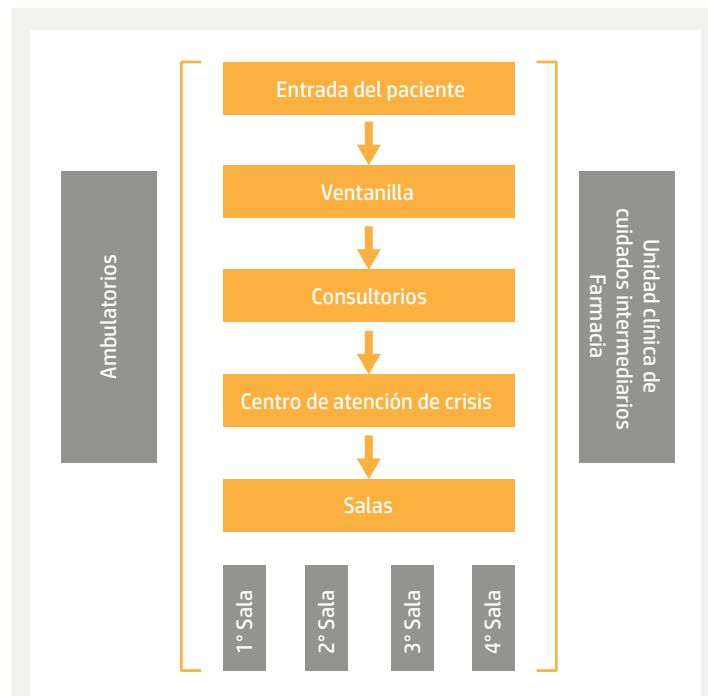 Entrada del paciente
Ventanilla
Consultorios
Centro de atención de crisis
Salas
1° Sala
2° Sala
3° Sala
4° Sala
Ambulatorios
Unidad clínica de
cuidados intermediarios
Farmacia